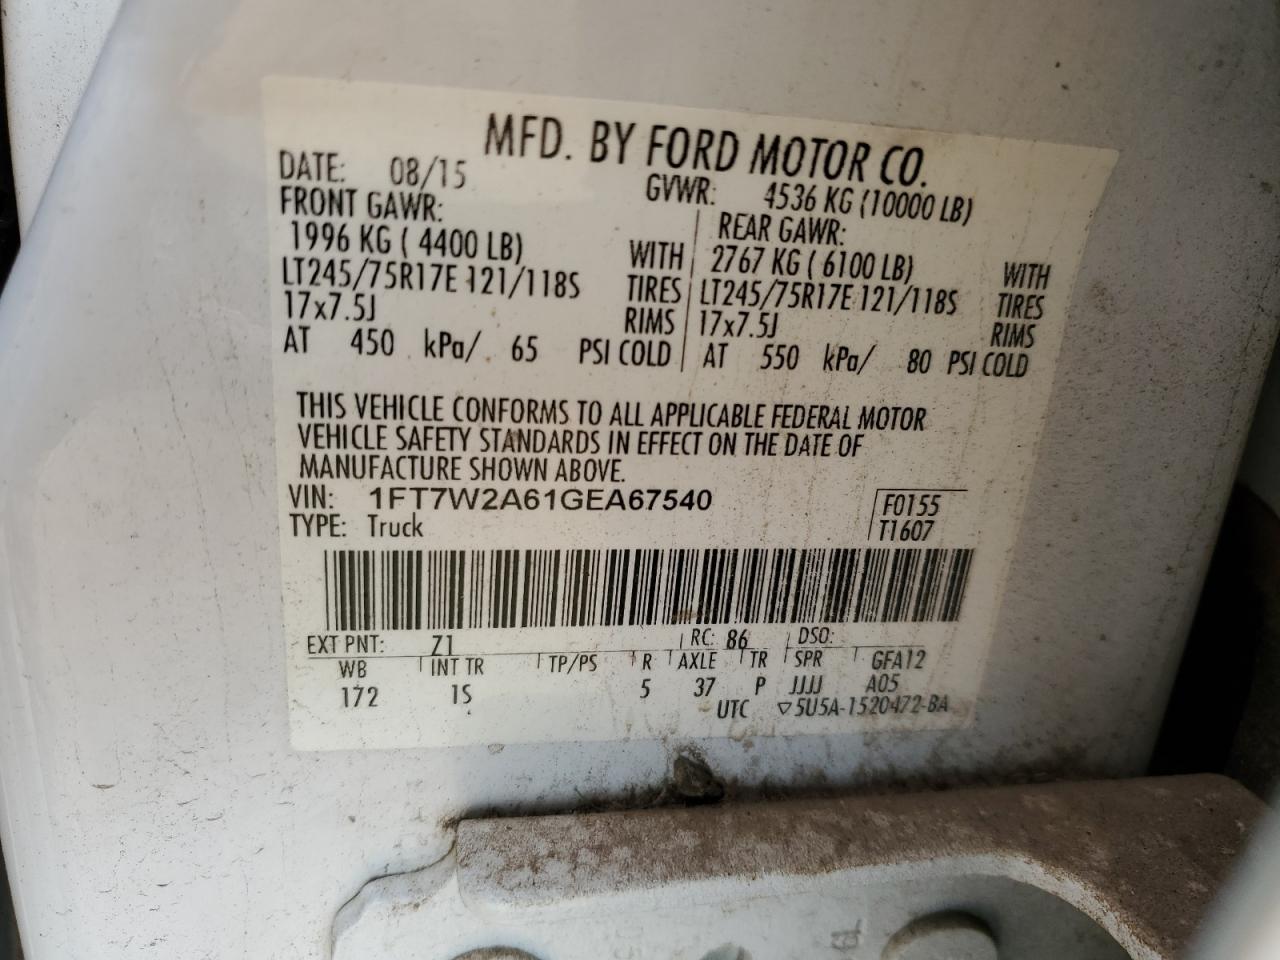 MFD. BY FORD MOTOR CO.
DATE: 08/15 GVWR: 4536 KG (10000 LB)
FRONT GAWR: REAR GAWR:
1996 KG ( 4400 LB) WITH 2767 KG ( 6100 LB) WITH
LT245/75R17E 121/118S TIRES LT245/75R17E 121/118S TIRES
17x7.5J RIMS 17x7.5J RIMS
AT 450 kPa/ 65 PSI COLD AT 550 kPa/ 80 PSI COLD
THIS VEHICLE CONFORMS TO ALL APPLICABLE FEDERAL MOTOR
VEHICLE SAFETY STANDARDS IN EFFECT ON THE DATE OF
MANUFACTURE SHOWN ABOVE.
VIN: 1FT7W2A61GEA67540 F0155
TYPE: Truck T1607
EXT PNT: Z1 RC: 86 DSO:
WB INT TR TP/PS R AXLE TR SPR GFA12
172 1S 5 37 P JJJJ A05
UTC ▽5U5A-1520472-BA